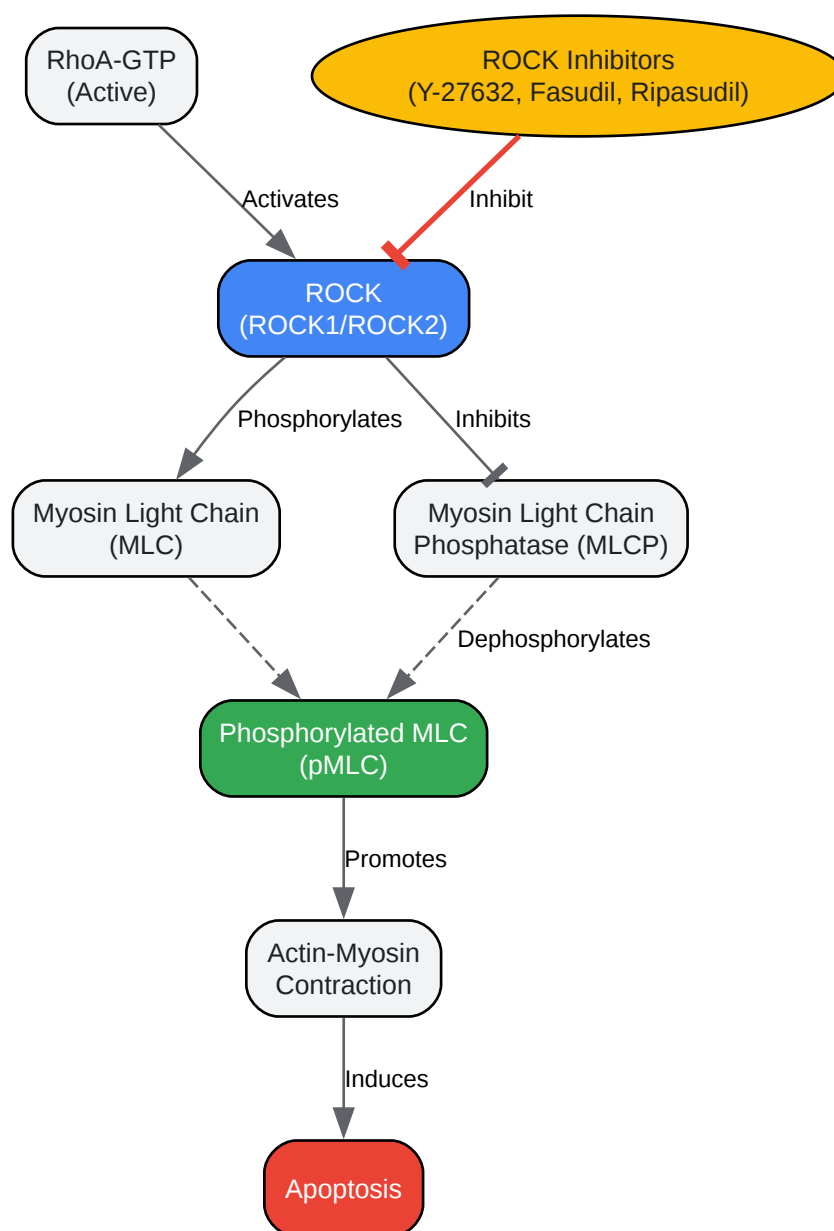 RhoA-GTP
(Active)
ROCK Inhibitors
(Y-27632, Fasudil, Ripasudil)
Activates
Inhibit
ROCK
(ROCK1/ROCK2)
Phosphorylates
Inhibits
Myosin Light Chain
(MLC)
Myosin Light Chain
Phosphatase (MLCP)
Dephosphorylates
Phosphorylated MLC
(pMLC)
Promotes
Actin-Myosin
Contraction
Induces
Apoptosis